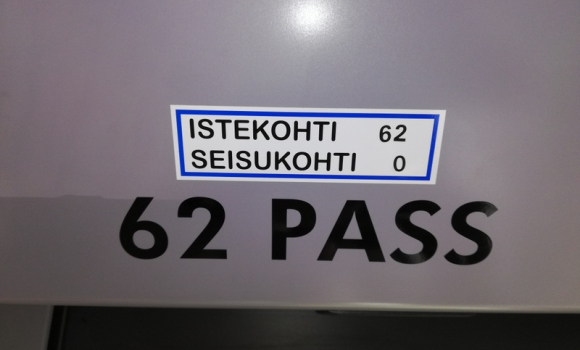 ISTEKOHTI 62
SEISUKOHTI 0
62 PASS